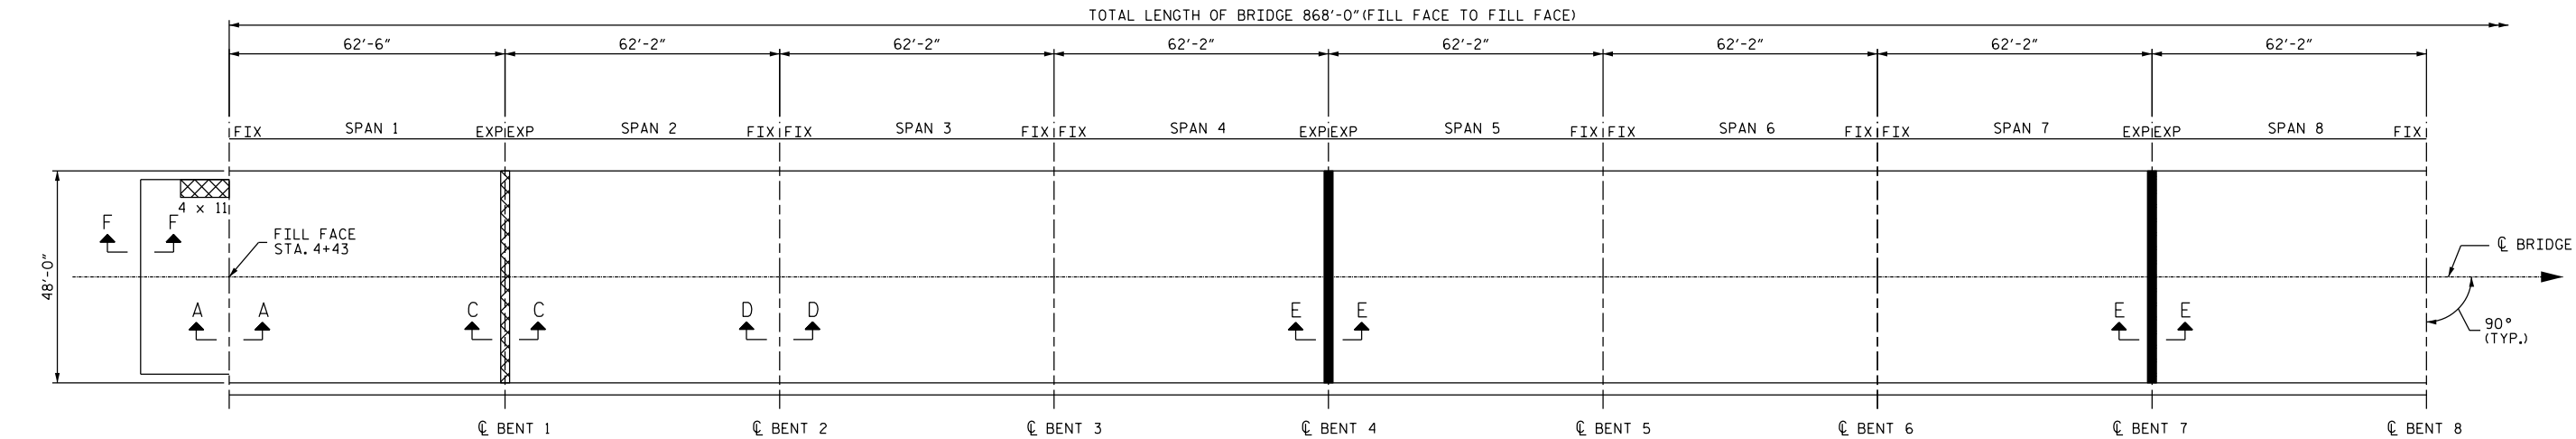 TOTAL LENGTH OF BRIDGE 868'-0"(FILL FACE TO FILL FACE)
62'-6" 62'-2" 62'-2" 62'-2" 62'-2" 62'-2" 62'-2" 62'-2"
FIX SPAN 1 EXP EXP SPAN 2 FIX FIX SPAN 3 FIX FIX SPAN 4 EXP EXP SPAN 5 FIX FIX SPAN 6 FIX FIX SPAN 7 EXP EXP SPAN 8 FIX
4 x 11
F F
FILL FACE
STA. 4+43
48'-0"
℄ BRIDGE
A A C C D D E E E E
90°
(TYP.)
℄ BENT 1 ℄ BENT 2 ℄ BENT 3 ℄ BENT 4 ℄ BENT 5 ℄ BENT 6 ℄ BENT 7 ℄ BENT 8